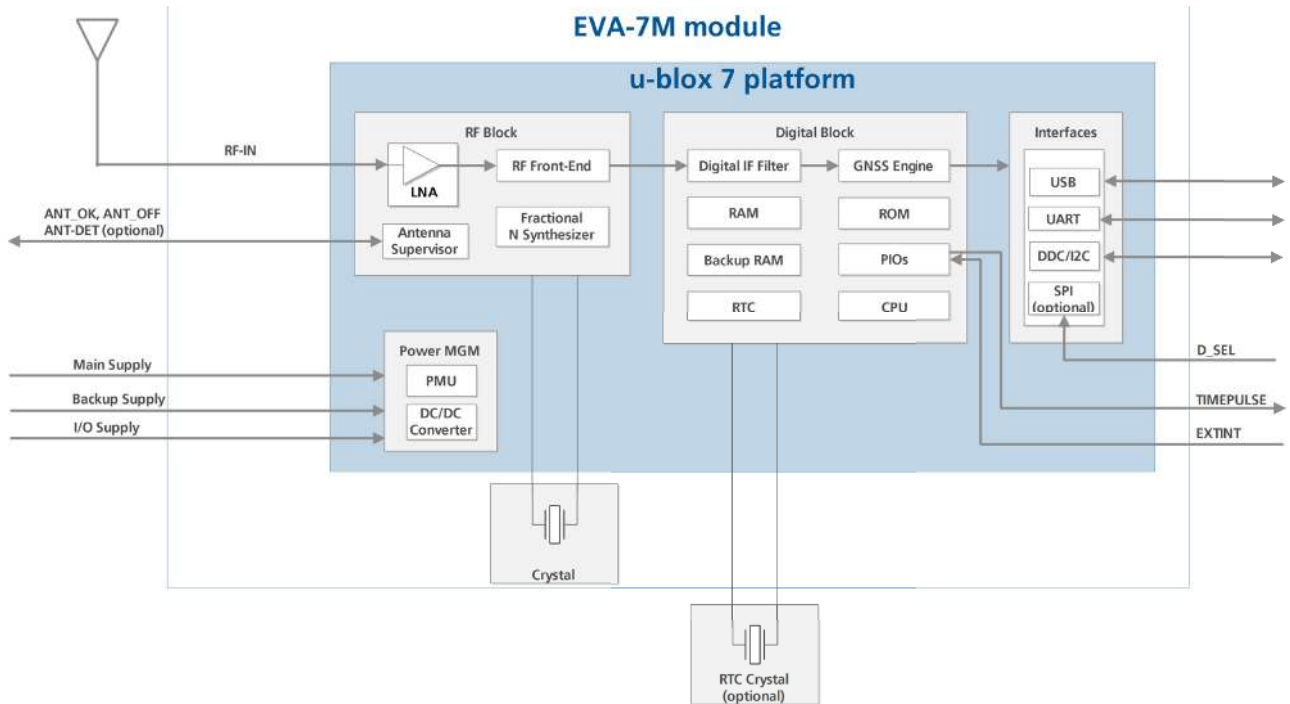 EVA-7M module
u-blox 7 platform
RF Block
Digital Block
Interfaces
RF-IN
LNA
RF Front-End
Digital IF Filter
GNSS Engine
USB
ANT_OK, ANT_OFF
ANT-DET (optional)
Antenna
Supervisor
Fractional
N Synthesizer
RAM
ROM
UART
Backup RAM
PIOs
DDC/I2C
RTC
CPU
SPI
(optional)
Power MGM
Main Supply
PMU
D_SEL
Backup Supply
DC/DC
Converter
TIMEPULSE
I/O Supply
EXTINT
Crystal
RTC Crystal
(optional)